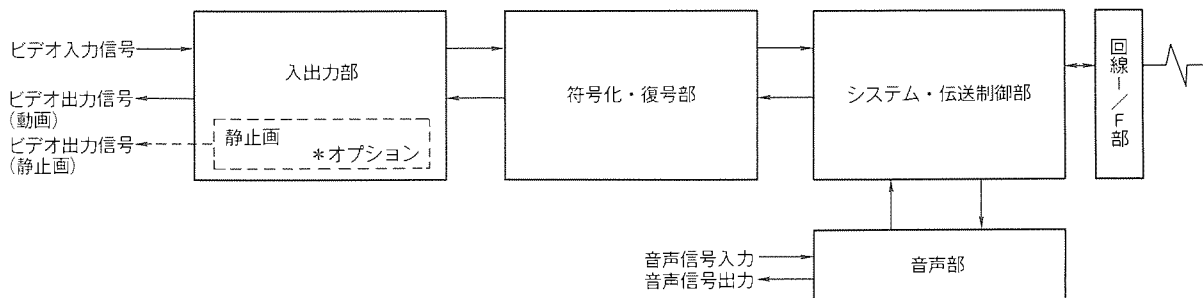 ビデオ入力信号
ビデオ出力信号
(動画)
ビデオ出力信号
(静止画)
入出力部
静止画
＊オプション
符号化・復号部
システム・伝送制御部
回線I／F部
音声信号入力
音声信号出力
音声部